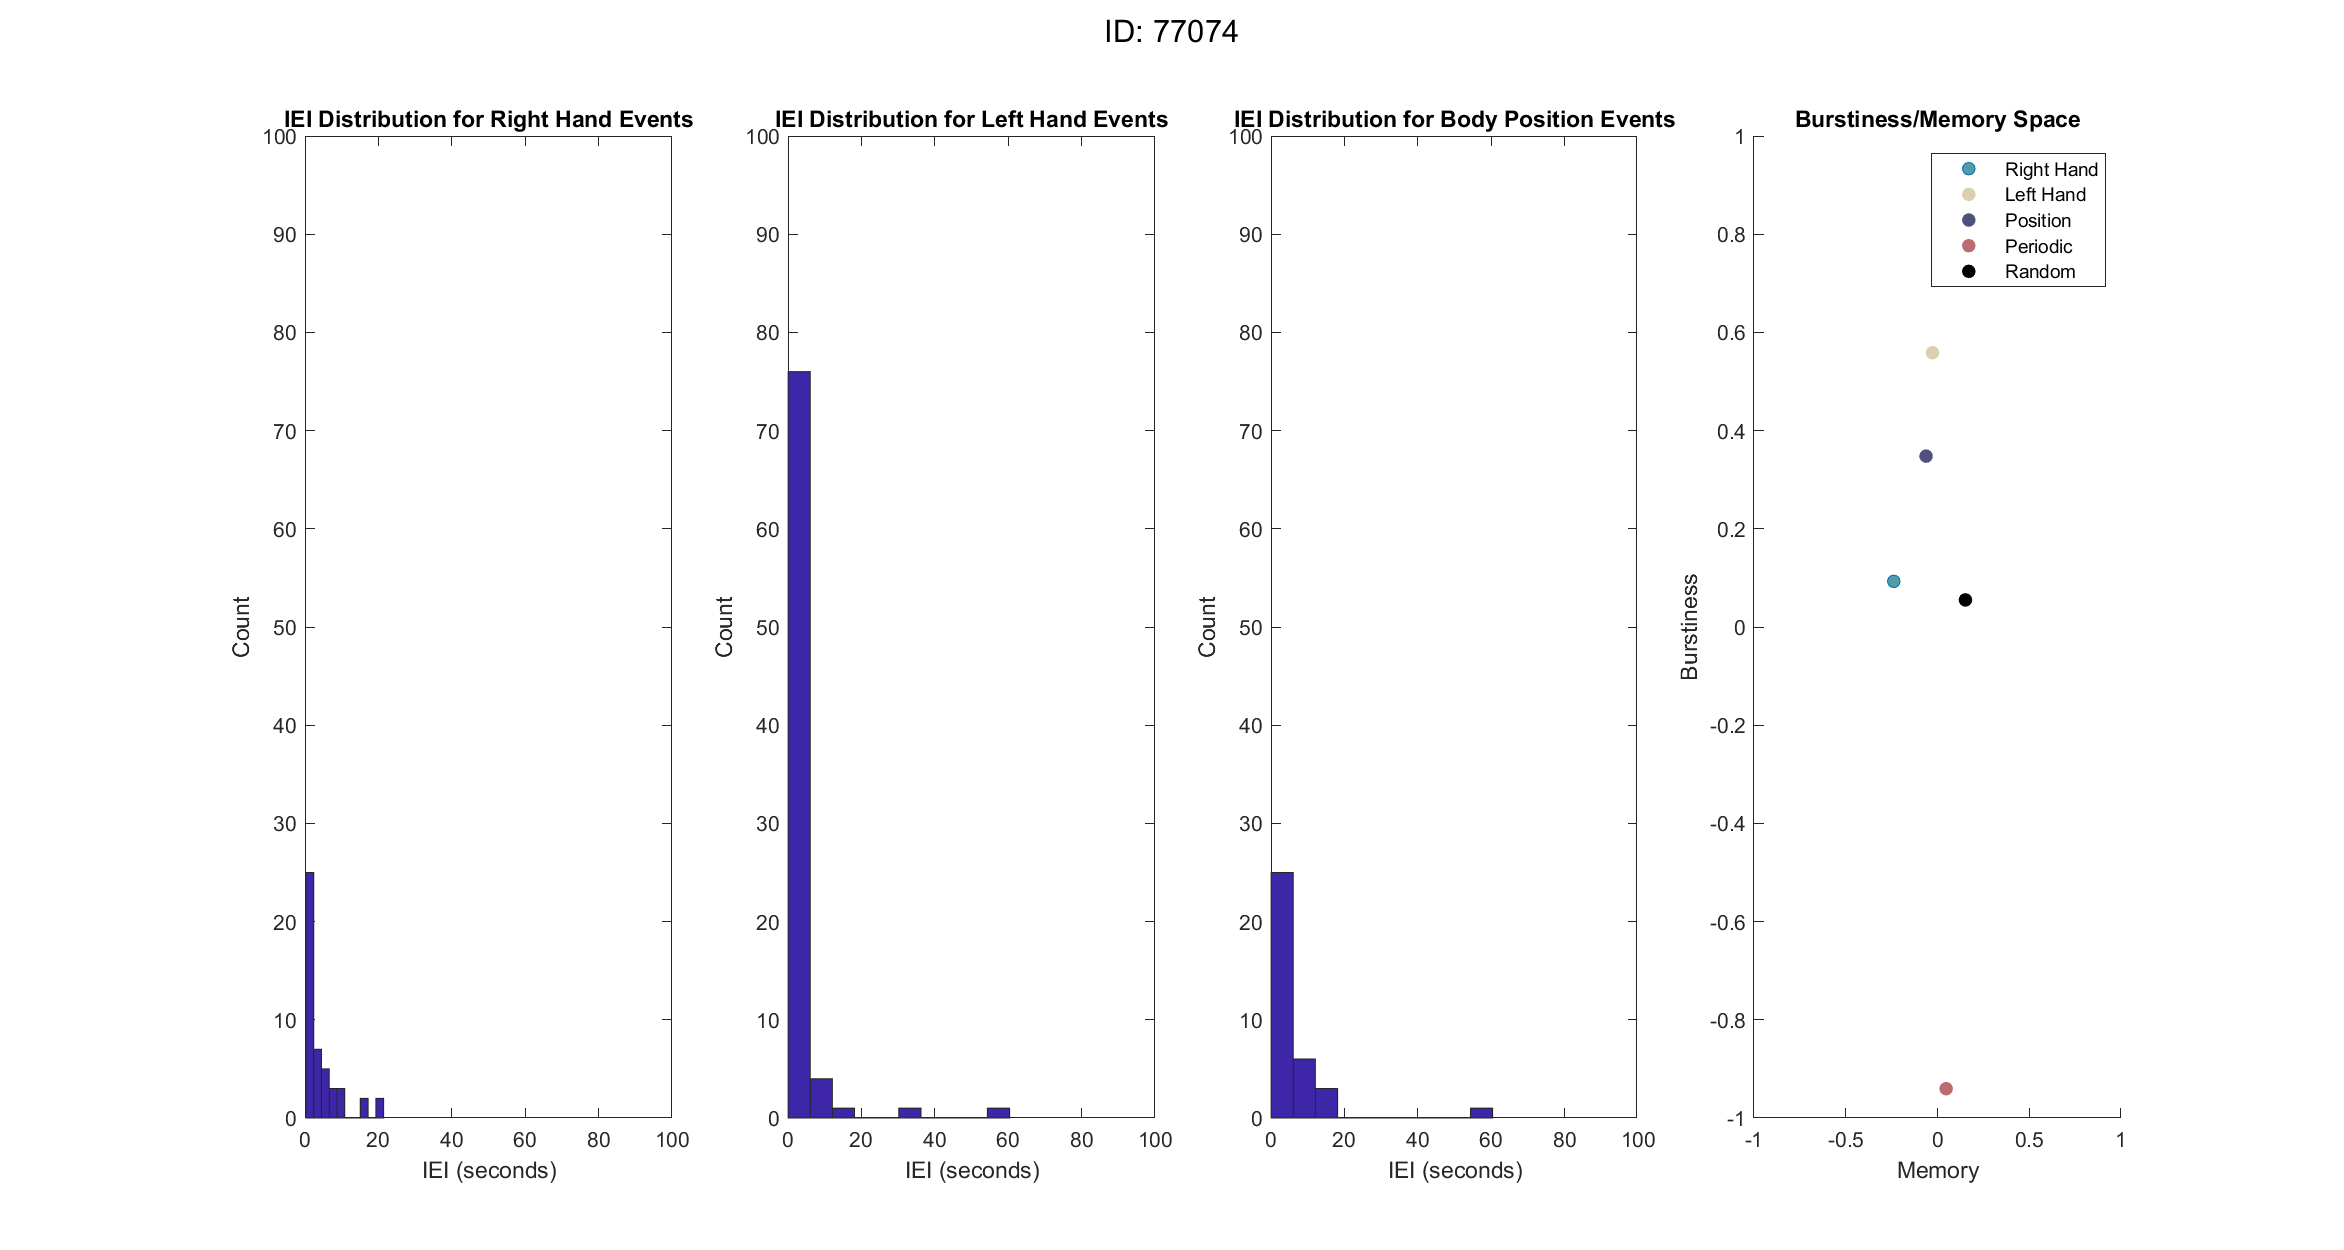 ID: 77074
IEI Distribution for Right Hand Events
100
90
80
70
60
50
40
30
20
10
0
Count
0 20 40 60 80 100
IEI (seconds)
IEI Distribution for Left Hand Events
100
90
80
70
60
50
40
30
20
10
0
Count
0 20 40 60 80 100
IEI (seconds)
IEI Distribution for Body Position Events
100
90
80
70
60
50
40
30
20
10
0
Count
0 20 40 60 80 100
IEI (seconds)
Burstiness/Memory Space
Right Hand
Left Hand
Position
Periodic
Random
1
0.8
0.6
0.4
0.2
0
-0.2
-0.4
-0.6
-0.8
-1
Burstiness
-1 -0.5 0 0.5 1
Memory